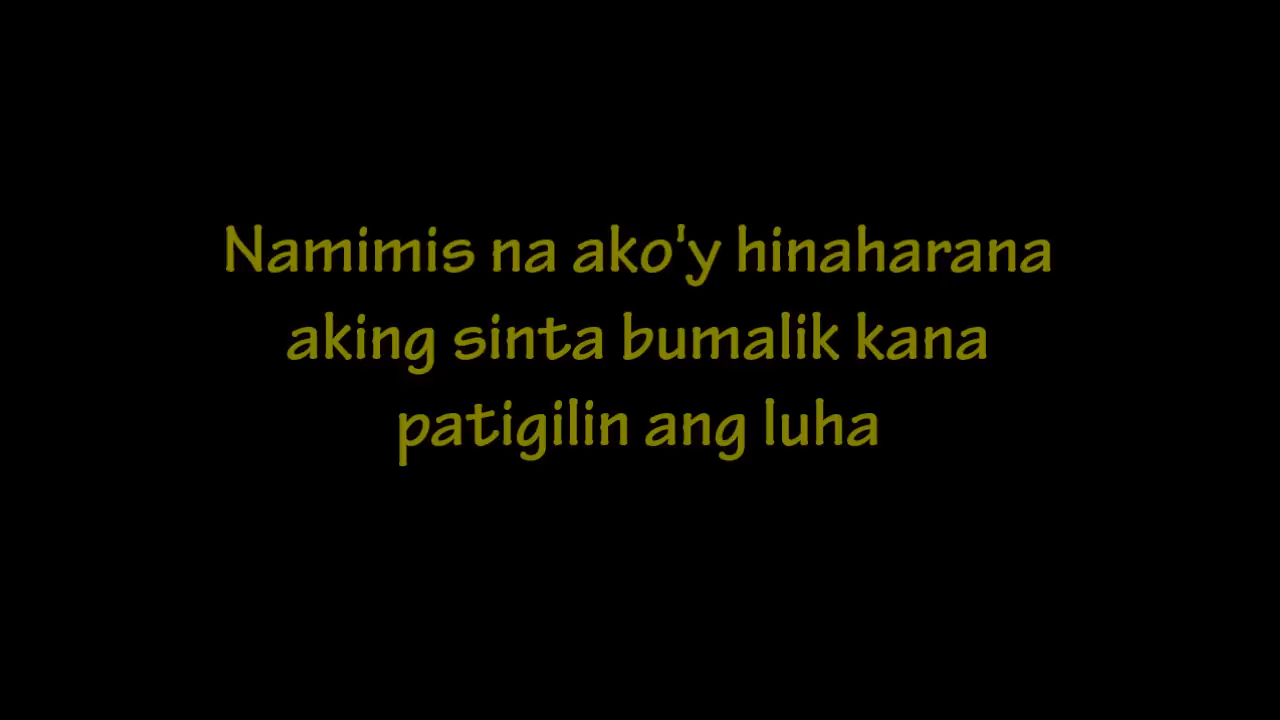 Namimis na ako'y hinaharana
aking sinta bumalik kana
patigilin ang luha